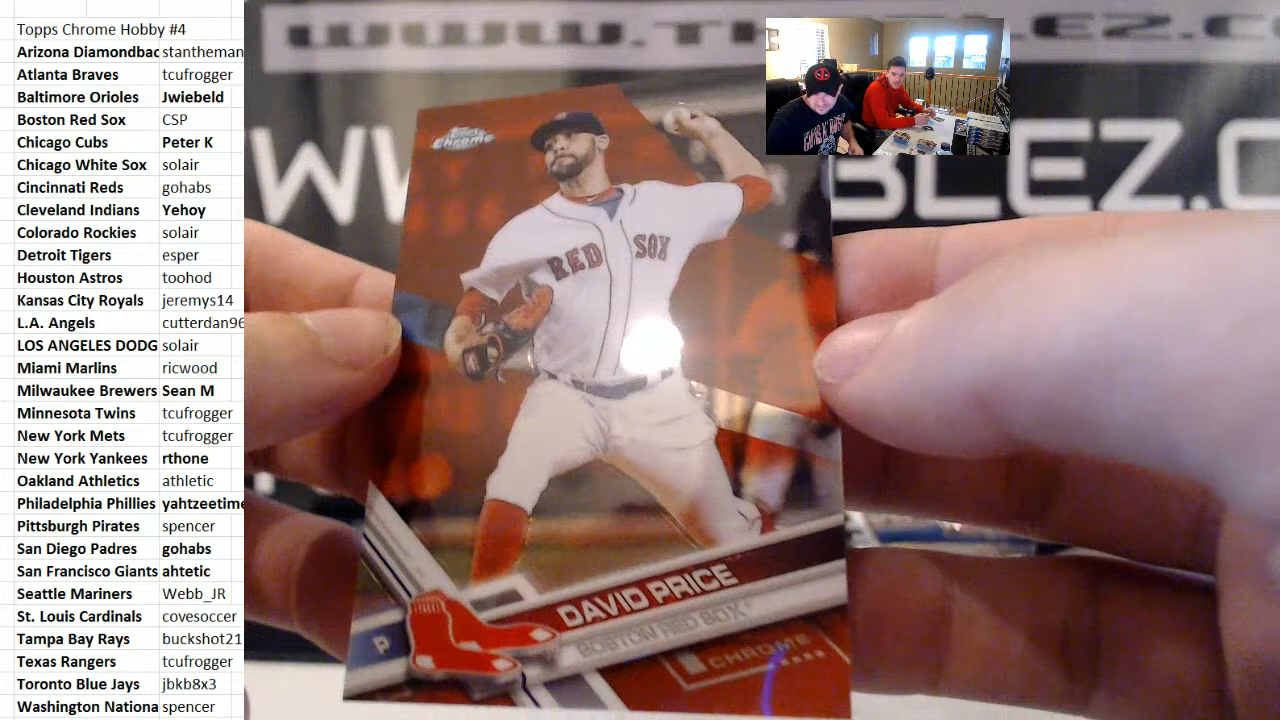 Topps Chrome Hobby #4
Arizona Diamondbac stantheman
Atlanta Braves tcufrogger
Baltimore Orioles Jwiebeld
Boston Red Sox CSP
Chicago Cubs Peter K
Chicago White Sox solair
Cincinnati Reds gohabs
Cleveland Indians Yehoy
Colorado Rockies solair
Detroit Tigers esper
Houston Astros toohod
Kansas City Royals jeremys14
L.A. Angels cutterdan96
LOS ANGELES DODG solair
Miami Marlins ricwood
Milwaukee Brewers Sean M
Minnesota Twins tcufrogger
New York Mets tcufrogger
New York Yankees rthone
Oakland Athletics athletic
Philadelphia Phillies yahtzeetime
Pittsburgh Pirates spencer
San Diego Padres gohabs
San Francisco Giants ahtetic
Seattle Mariners Webb_JR
St. Louis Cardinals covesoccer
Tampa Bay Rays buckshot21
Texas Rangers tcufrogger
Toronto Blue Jays jbkb8x3
Washington Nationa spencer
Topps
Chrome
RED SOX
P
DAVID PRICE
BOSTON RED SOX
CHROME